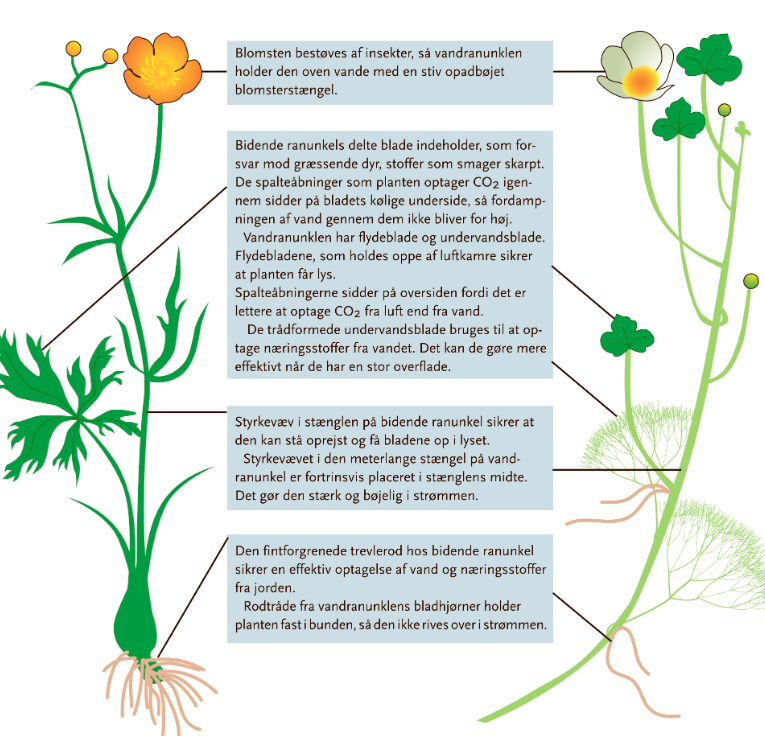 Blomsten bestøves af insekter, så vandranunklen
holder den oven vande med en stiv opadbøjet
blomsterstængel.
Bidende ranunkels delte blade indeholder, som for-
svar mod græssende dyr, stoffer som smager skarpt.
De spalteåbninger som planten optager CO₂ igen-
nem sidder på bladets kølige underside, så fordamp-
ningen af vand gennem dem ikke bliver for høj.
Vandranunklen har flydeblade og undervandsblade.
Flydebladene, som holdes oppe af luftkamre sikrer
at planten får lys.
Spalteåbningerne sidder på oversiden fordi det er
lettere at optage CO₂ fra luft end fra vand.
De trådformede undervandsblade bruges til at op-
tage næringsstoffer fra vandet. Det kan de gøre mere
effektivt når de har en stor overflade.
Styrkevæv i stænglen på bidende ranunkel sikrer at
den kan stå oprejst og få bladene op i lyset.
Styrkevævet i den meterlange stængel på vand-
ranunkel er fortrinsvis placeret i stænglens midte.
Det gør den stærk og bøjelig i strømmen.
Den fintforgrenede trevlerod hos bidende ranunkel
sikrer en effektiv optagelse af vand og næringsstoffer
fra jorden.
Rodtråde fra vandranunklens bladhjørner holder
planten fast i bunden, så den ikke rives over i strømmen.